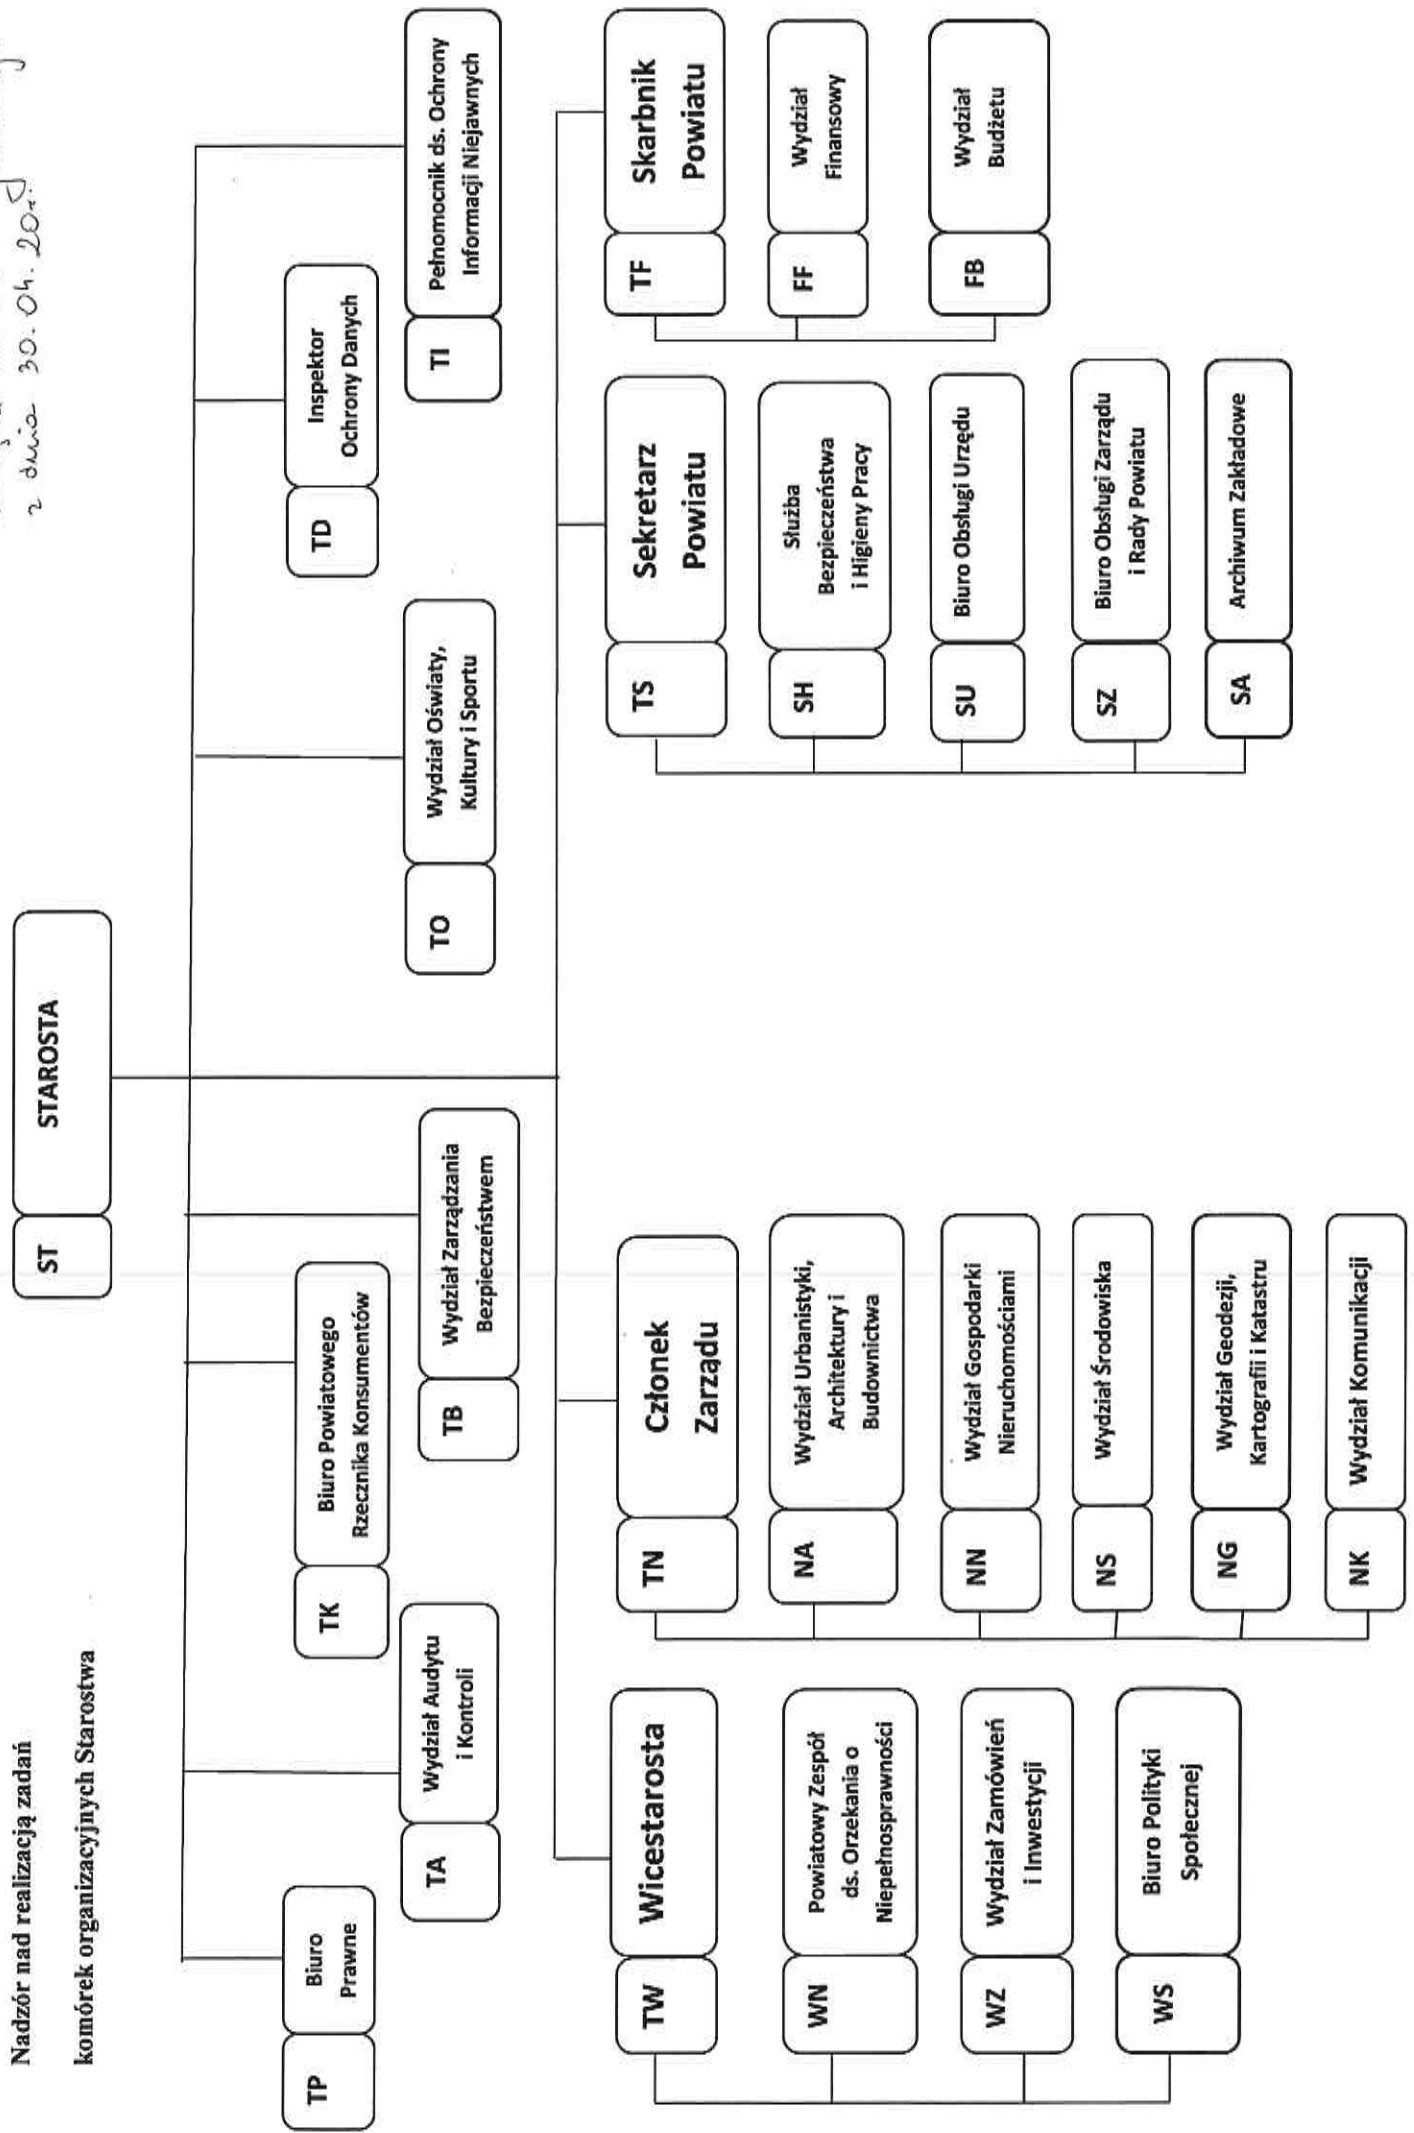 z dnia 30.04.20r.
Nadzór nad realizacją zadań
komórek organizacyjnych Starostwa
ST
STAROSTA
TP
Biuro
Prawne
TA
Wydział Audytu
i Kontroli
TK
Biuro Powiatowego
Rzecznika Konsumentów
TB
Wydział Zarządzania
Bezpieczeństwem
TO
Wydział Oświaty,
Kultury i Sportu
TD
Inspektor
Ochrony Danych
TI
Pełnomocnik ds. Ochrony
Informacji Niejawnych
TW
Wicestarosta
WN
Powiatowy Zespół
ds. Orzekania o
Niepełnosprawności
WZ
Wydział Zamówień
i Inwestycji
WS
Biuro Polityki
Społecznej
TN
Członek
Zarządu
NA
Wydział Urbanistyki,
Architektury i
Budownictwa
NN
Wydział Gospodarki
Nieruchomościami
NS
Wydział Środowiska
NG
Wydział Geodezji,
Kartografii i Katastru
NK
Wydział Komunikacji
TS
Sekretarz
Powiatu
SH
Służba
Bezpieczeństwa
i Higieny Pracy
SU
Biuro Obsługi Urzędu
SZ
Biuro Obsługi Zarządu
i Rady Powiatu
SA
Archiwum Zakładowe
TF
Skarbnik
Powiatu
FF
Wydział
Finansowy
FB
Wydział
Budżetu